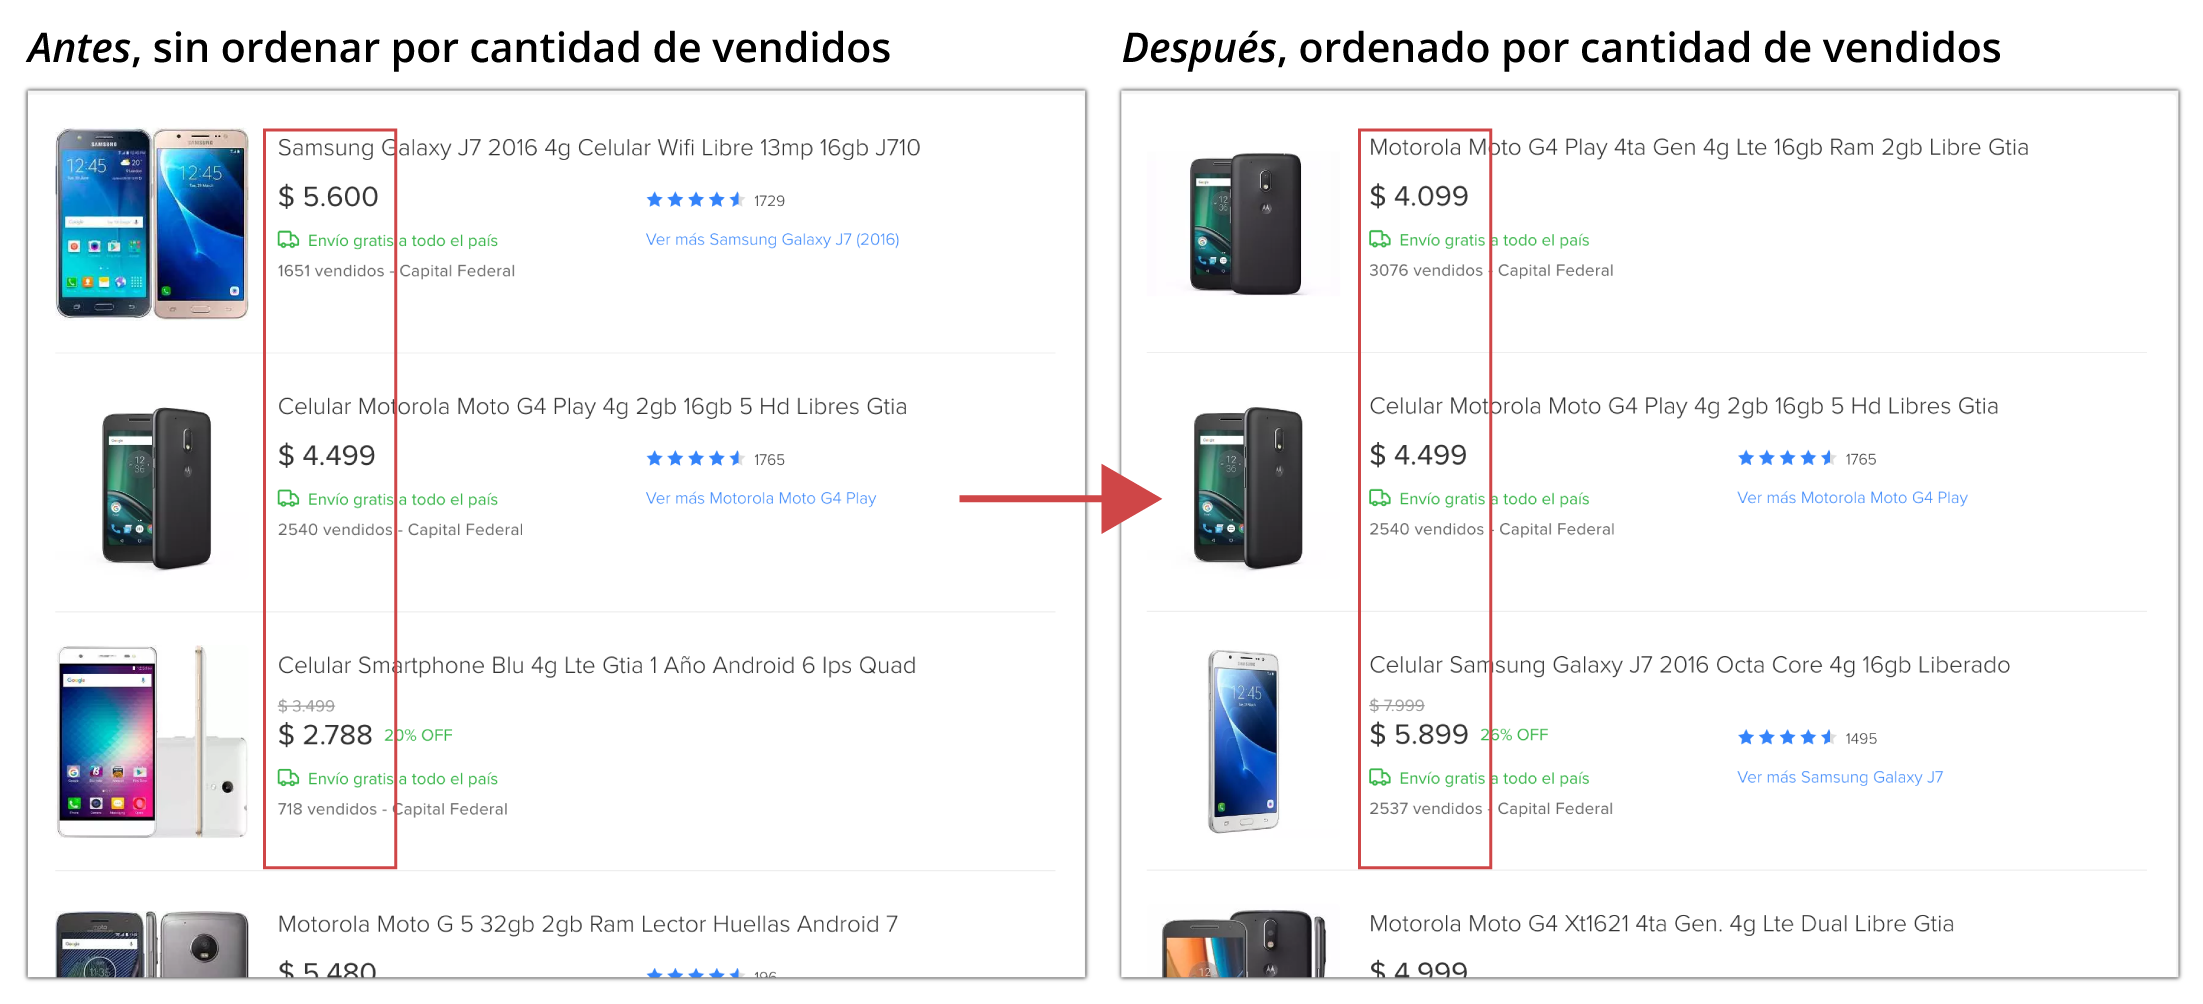 Antes, sin ordenar por cantidad de vendidos
Samsung Galaxy J7 2016 4g Celular Wifi Libre 13mp 16gb J710
$ 5.600
1729
Envío gratis a todo el país
Ver más Samsung Galaxy J7 (2016)
1651 vendidos - Capital Federal
Celular Motorola Moto G4 Play 4g 2gb 16gb 5 Hd Libres Gtia
$ 4.499
1765
Envío gratis a todo el país
Ver más Motorola Moto G4 Play
2540 vendidos - Capital Federal
Celular Smartphone Blu 4g Lte Gtia 1 Año Android 6 Ips Quad
$ 3.499
$ 2.788 20% OFF
Envío gratis a todo el país
718 vendidos - Capital Federal
Motorola Moto G 5 32gb 2gb Ram Lector Huellas Android 7
$ 5.480
196
Después, ordenado por cantidad de vendidos
Motorola Moto G4 Play 4ta Gen 4g Lte 16gb Ram 2gb Libre Gtia
$ 4.099
Envío gratis a todo el país
3076 vendidos - Capital Federal
Celular Motorola Moto G4 Play 4g 2gb 16gb 5 Hd Libres Gtia
$ 4.499
1765
Envío gratis a todo el país
Ver más Motorola Moto G4 Play
2540 vendidos - Capital Federal
Celular Samsung Galaxy J7 2016 Octa Core 4g 16gb Liberado
$ 7.999
$ 5.899 26% OFF
1495
Envío gratis a todo el país
Ver más Samsung Galaxy J7
2537 vendidos - Capital Federal
Motorola Moto G4 Xt1621 4ta Gen. 4g Lte Dual Libre Gtia
$ 4.999